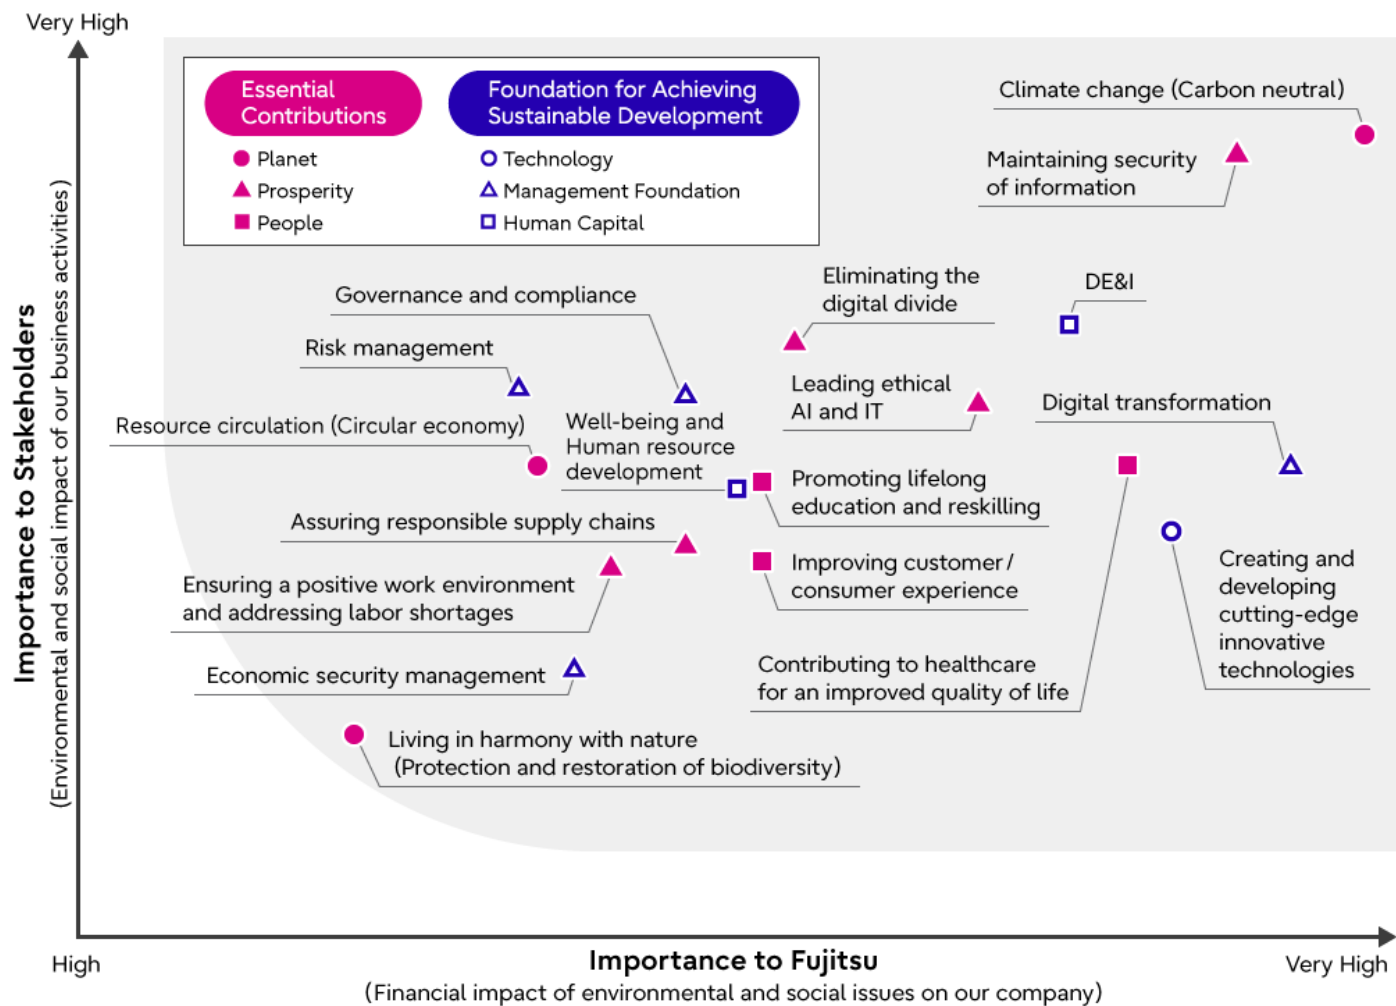 Very High
Essential
Contributions
Planet
Prosperity
People
Foundation for Achieving
Sustainable Development
Technology
Management Foundation
Human Capital
Climate change (Carbon neutral)
Maintaining security
of information
Eliminating the
digital divide
DE&I
Governance and compliance
Risk management
Leading ethical
AI and IT
Digital transformation
Resource circulation (Circular economy)
Well-being and
Human resource
development
Promoting lifelong
education and reskilling
Assuring responsible supply chains
Improving customer/
consumer experience
Ensuring a positive work environment
and addressing labor shortages
Creating and
developing
cutting-edge
innovative
technologies
Contributing to healthcare
for an improved quality of life
Economic security management
Living in harmony with nature
(Protection and restoration of biodiversity)
Importance to Stakeholders
(Environmental and social impact of our business activities)
High
Importance to Fujitsu
Very High
(Financial impact of environmental and social issues on our company)